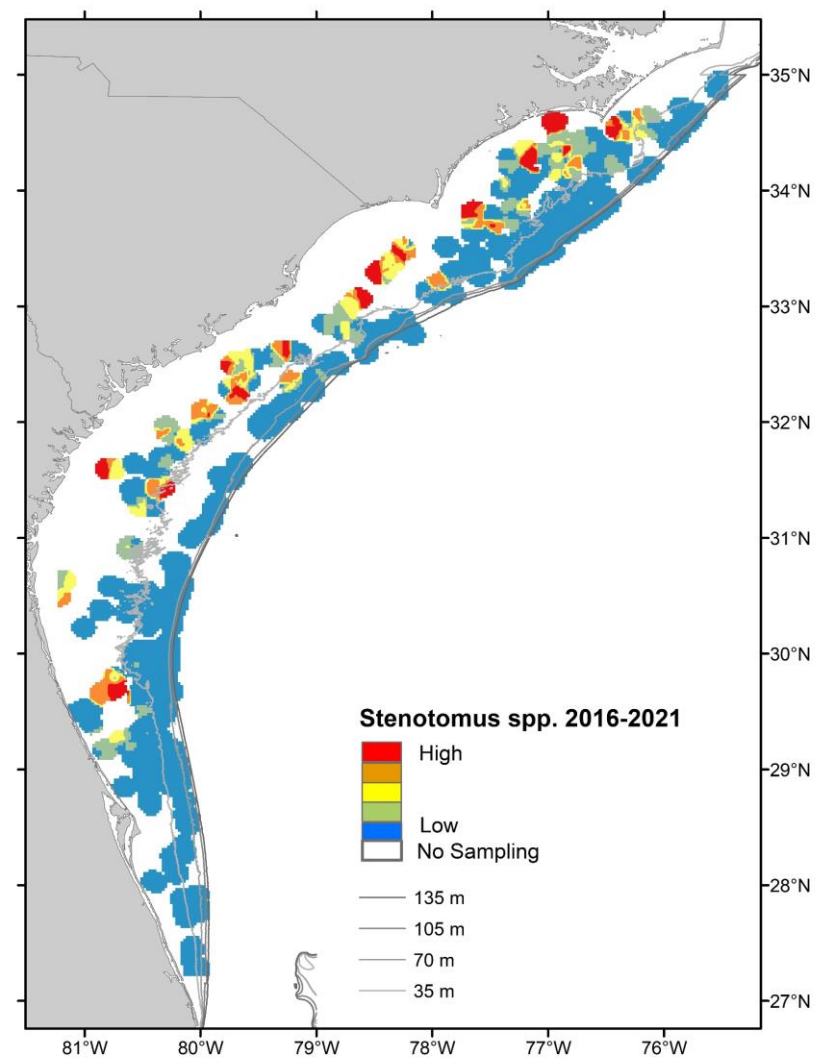 35°N
34°N
33°N
32°N
31°N
30°N
Stenotomus spp. 2016-2021
High
29°N
Low
No Sampling
28°N
135 m
105 m
70 m
35 m
27°N
81°W 80°W 79°W 78°W 77°W 76°W